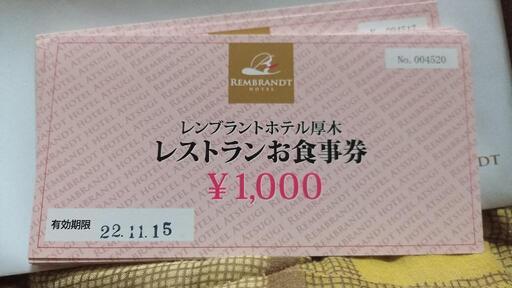 No. 004520
REMBRANDT
HOTEL
レンブラントホテル厚木
レストランお食事券
¥1,000
有効期限 22.11.15